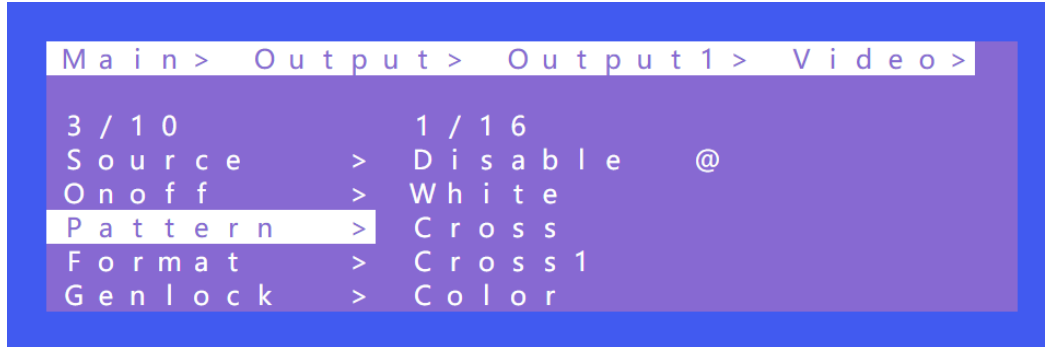 Main> Output> Output1> Video>
3/10 1/16
Source > Disable @
Onoff > White
Pattern > Cross
Format > Cross1
Genlock > Color